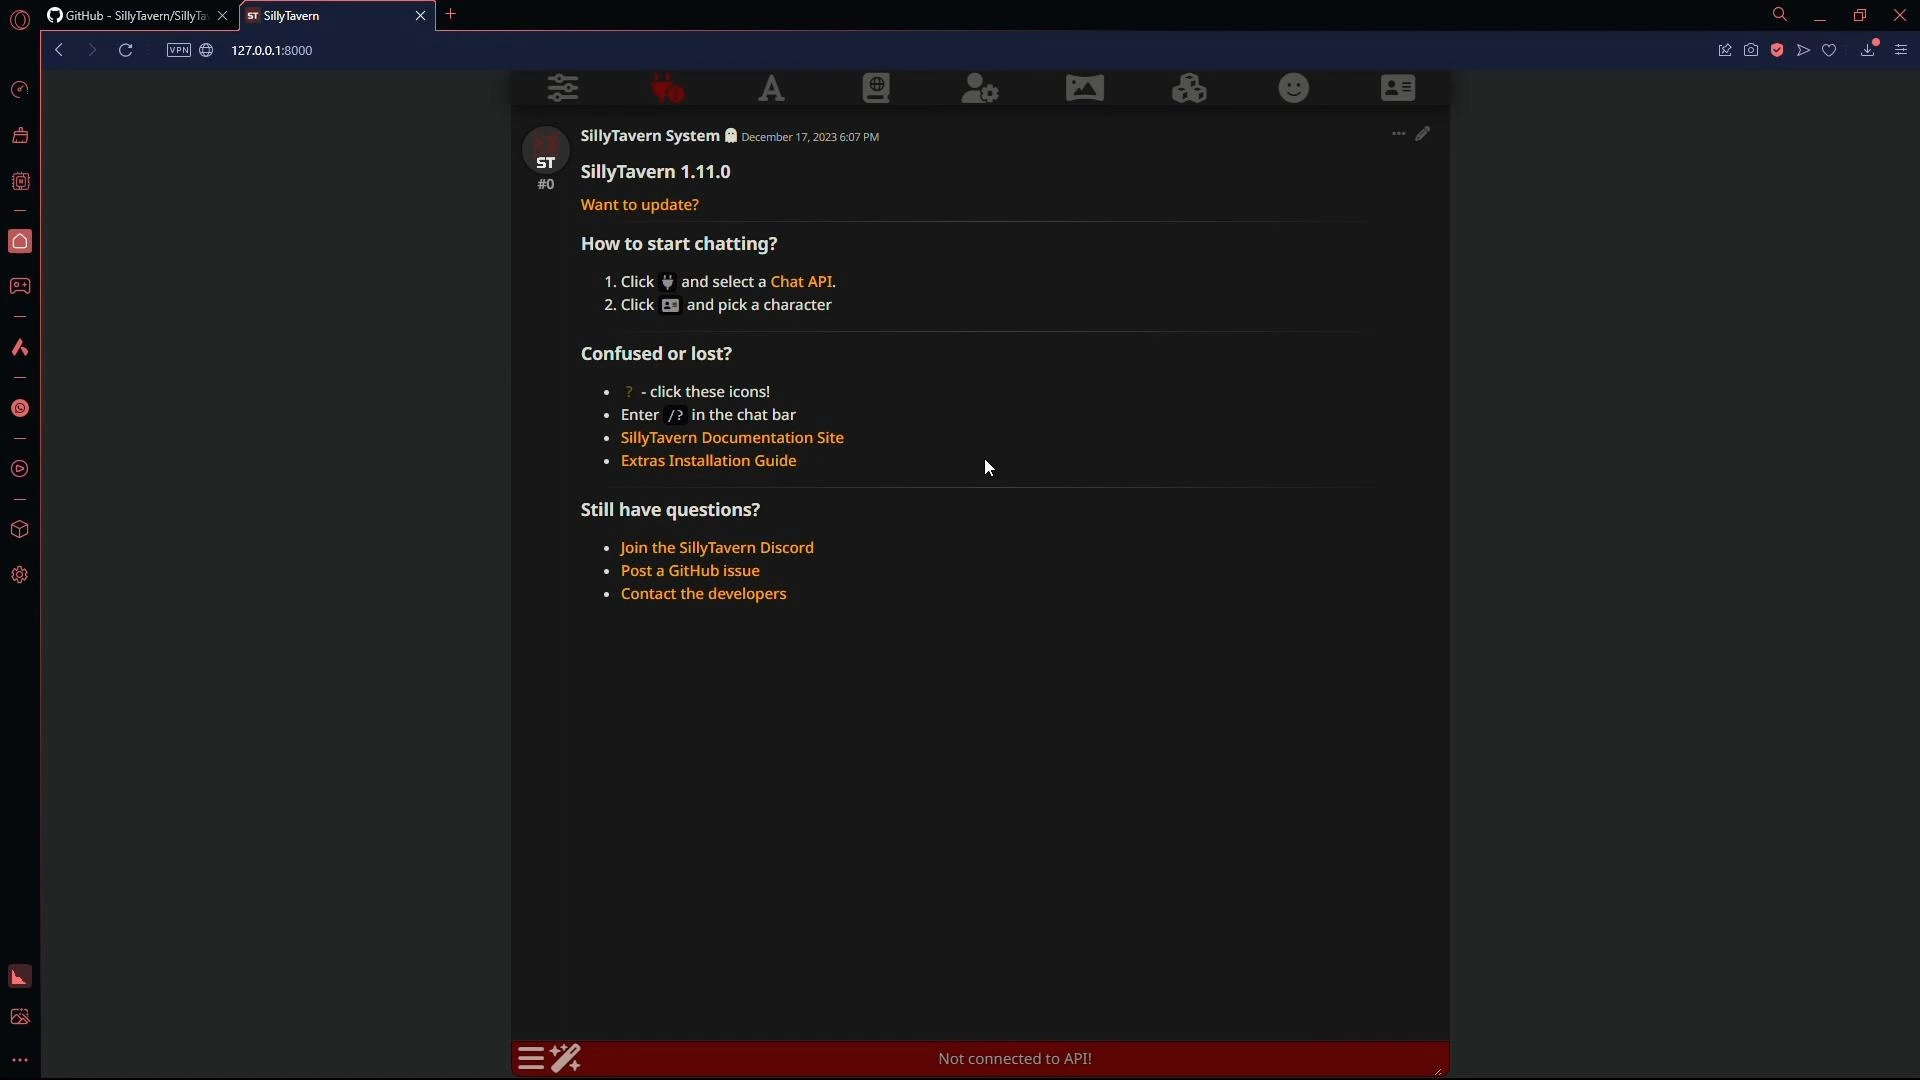 GitHub - SillyTavern/SillyTa
ST SillyTavern
VPN 127.0.0.1:8000
SillyTavern System December 17, 2023 6:07 PM
ST
#0
SillyTavern 1.11.0
Want to update?
How to start chatting?
1. Click and select a Chat API.
2. Click and pick a character
Confused or lost?
• ? - click these icons!
• Enter /? in the chat bar
• SillyTavern Documentation Site
• Extras Installation Guide
Still have questions?
• Join the SillyTavern Discord
• Post a GitHub issue
• Contact the developers
Not connected to API!